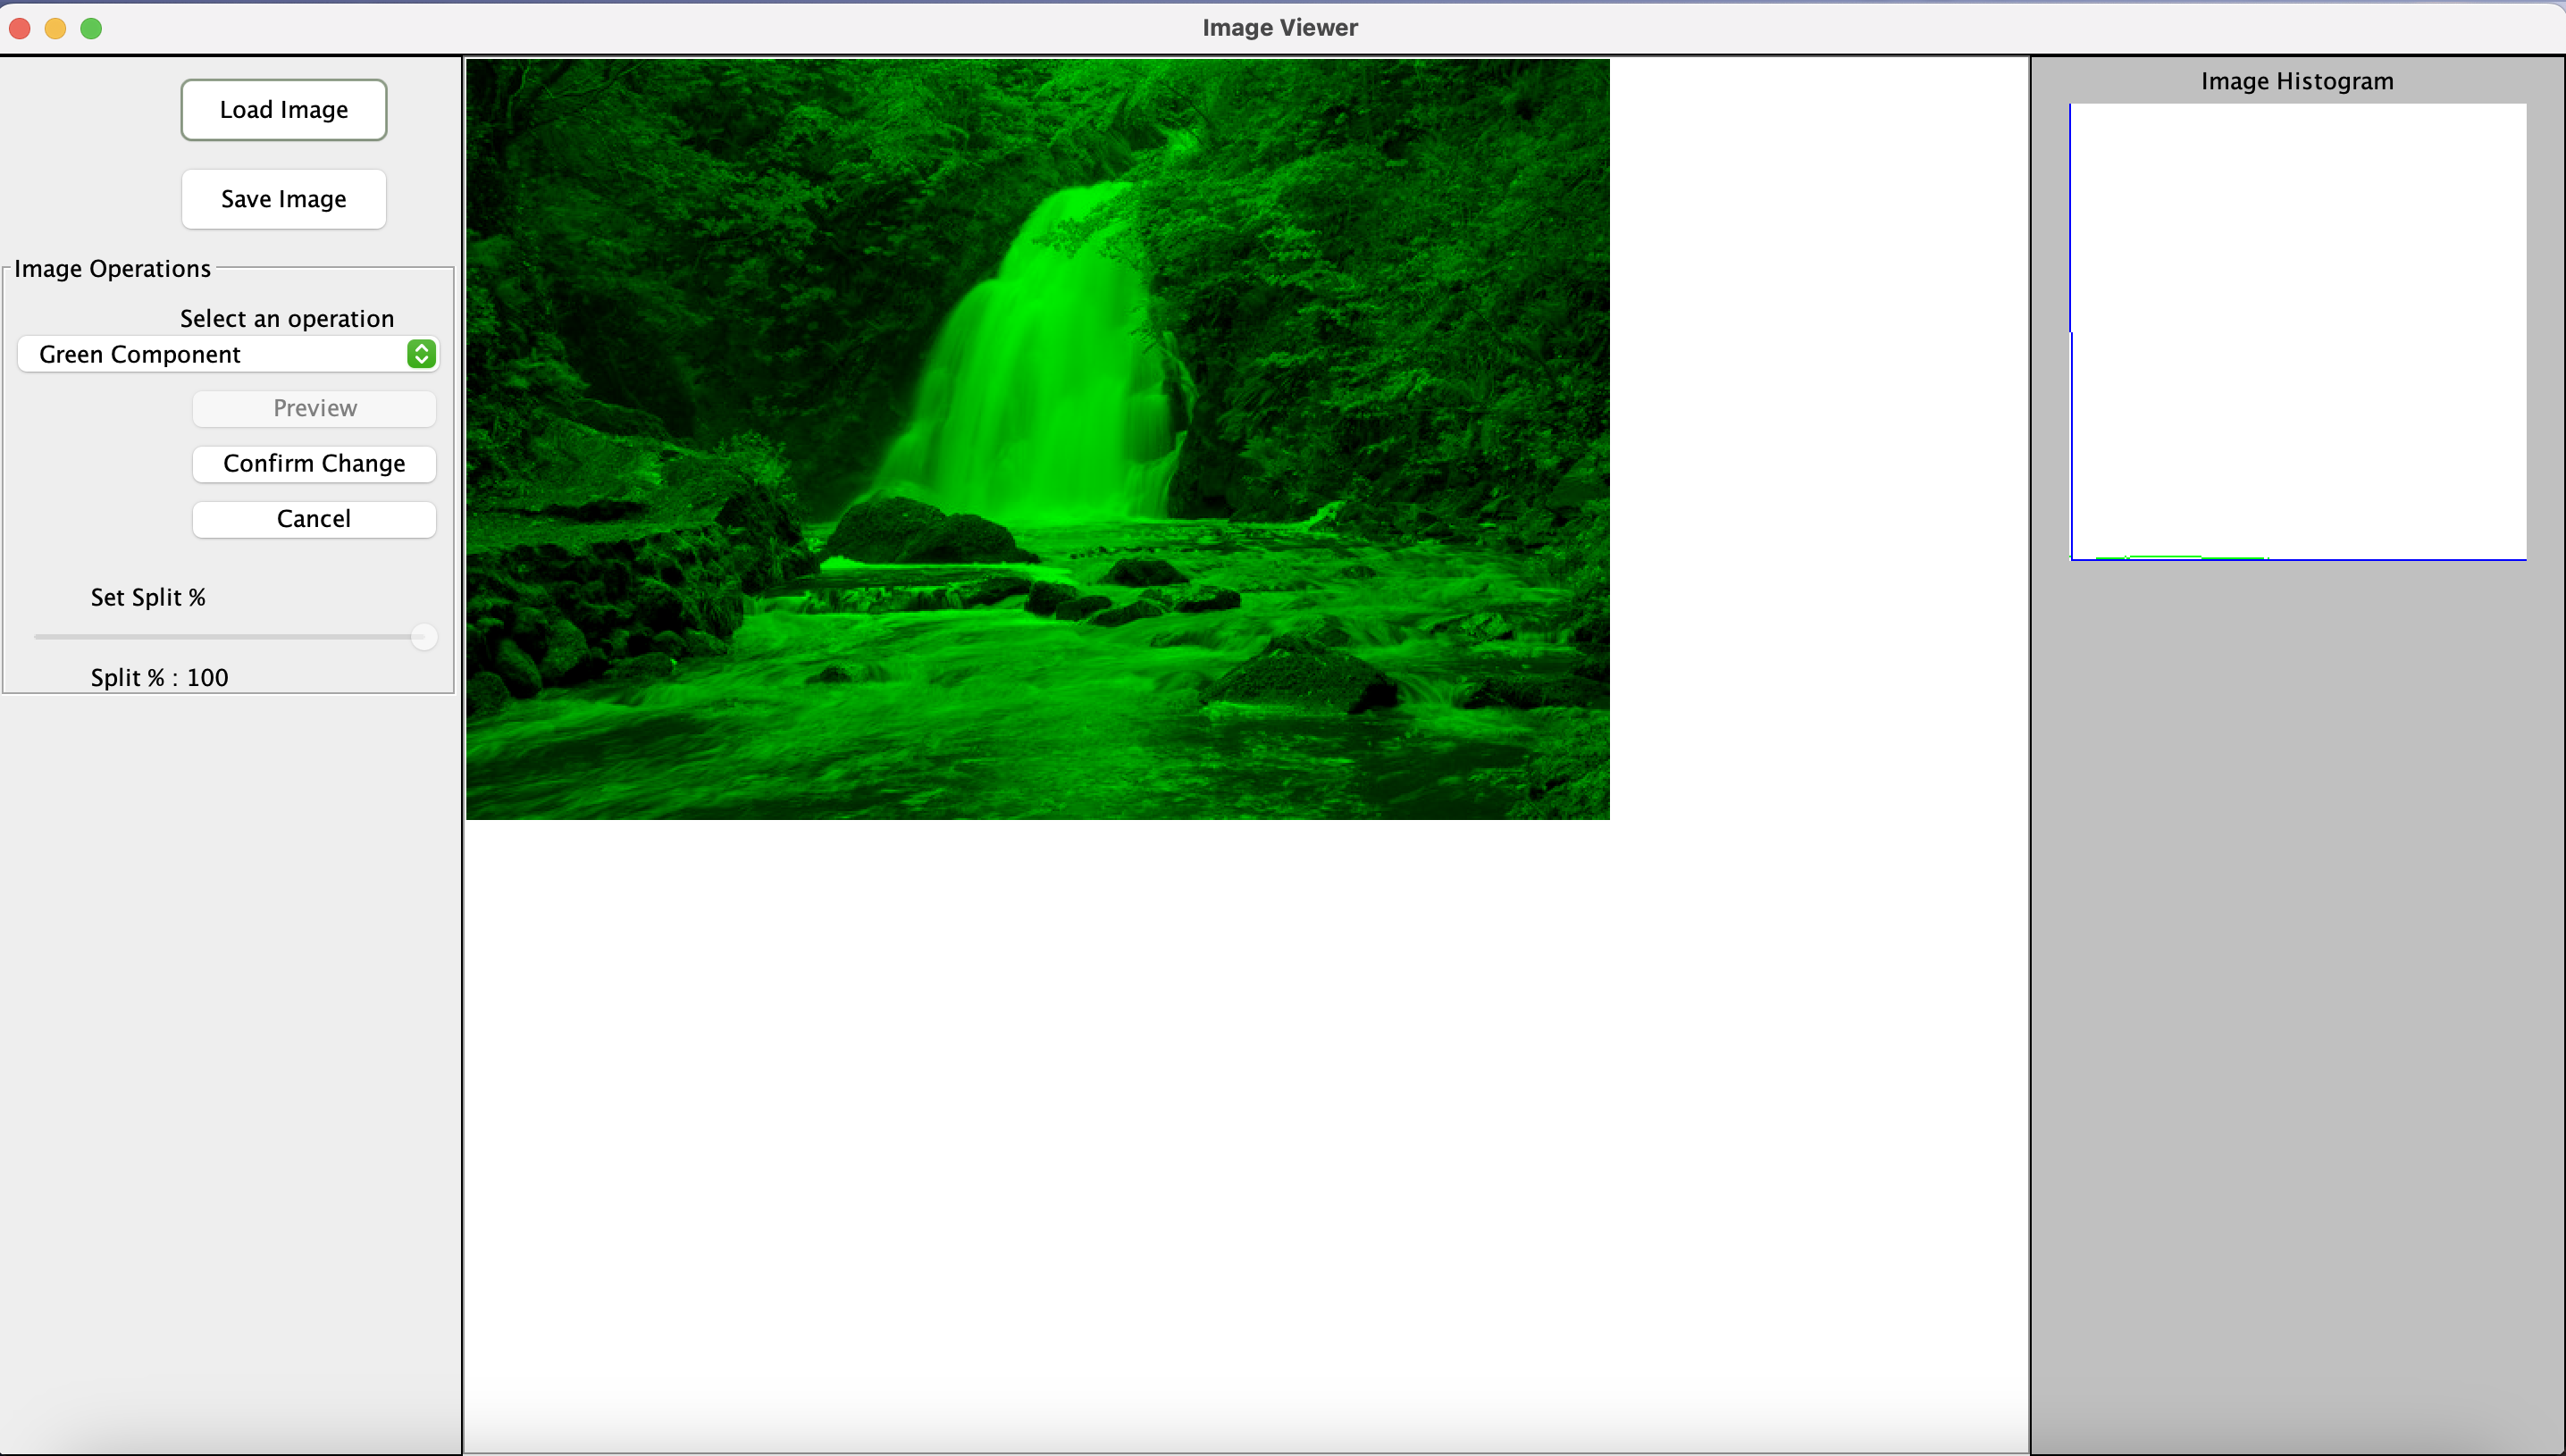 Image Viewer
Load Image
Save Image
Image Operations
Select an operation
Green Component
Preview
Confirm Change
Cancel
Set Split %
Split % : 100
Image Histogram